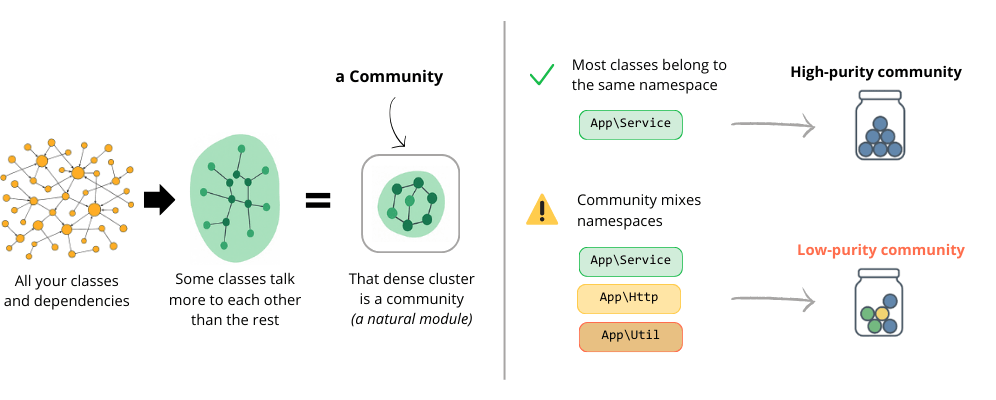 a Community
All your classes
and dependencies
Some classes talk
more to each other
than the rest
That dense cluster
is a community
(a natural module)
Most classes belong to
the same namespace
App\Service
High-purity community
Community mixes
namespaces
App\Service
App\Http
App\Util
Low-purity community